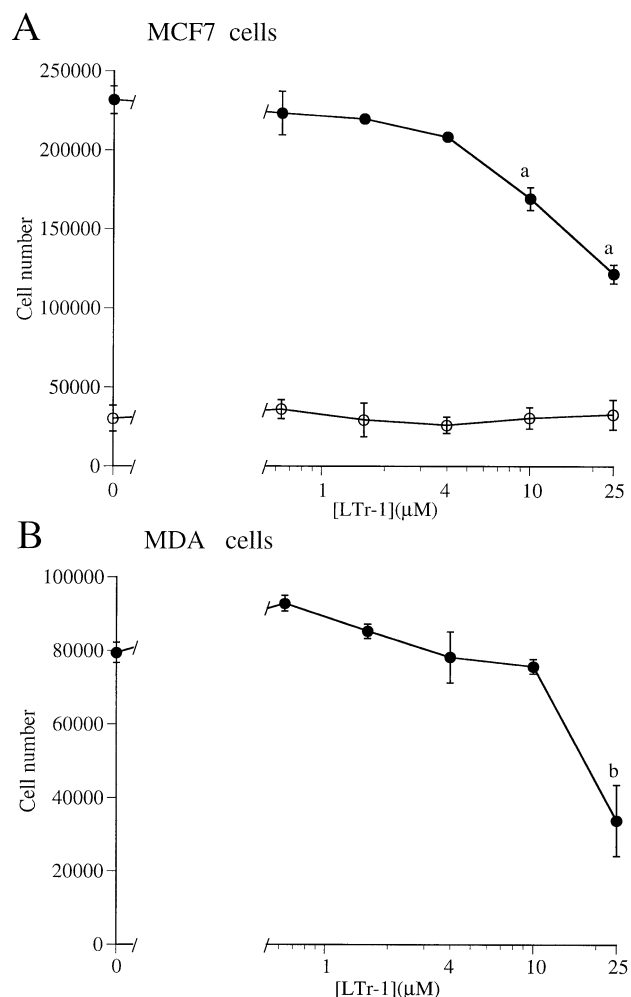 A MCF7 cells
250000
200000
150000
100000
50000
0
Cell number
a
a
0 1 4 10 25
[LTr-1](μM)
B MDA cells
100000
80000
60000
40000
20000
0
Cell number
b
0 1 4 10 25
[LTr-1](μM)